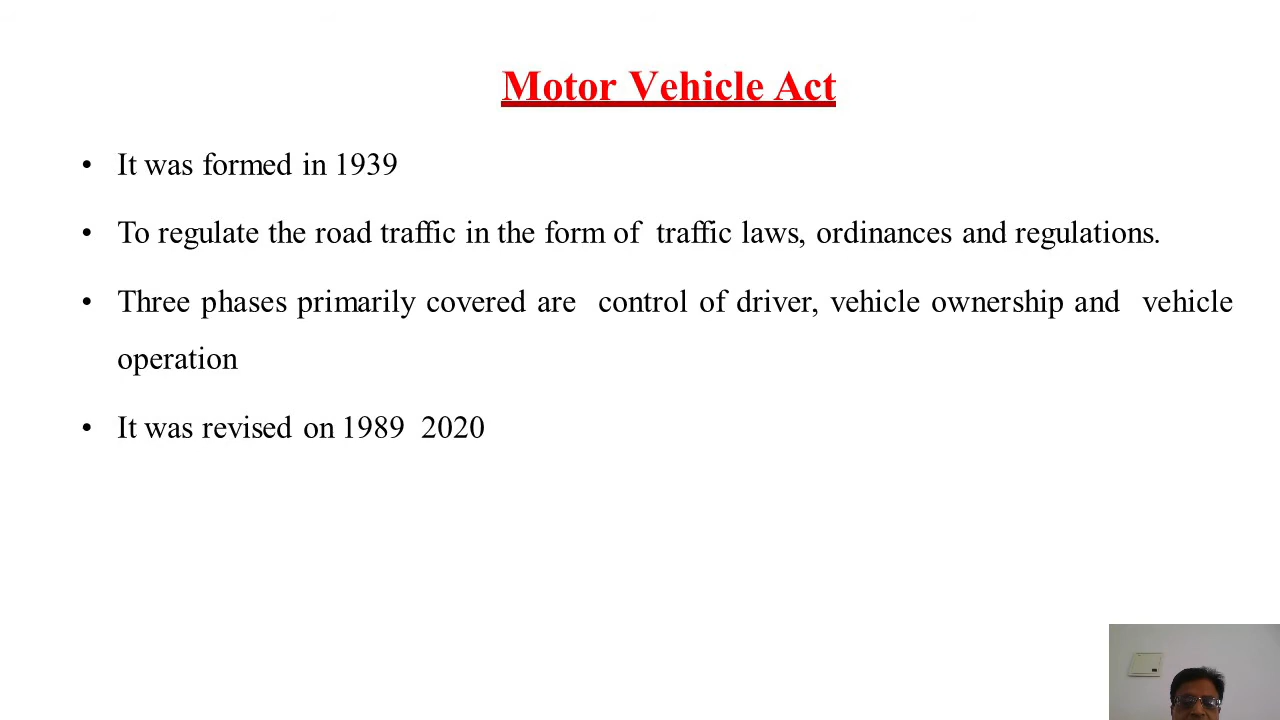 Motor Vehicle Act
• It was formed in 1939
• To regulate the road traffic in the form of traffic laws, ordinances and regulations.
• Three phases primarily covered are control of driver, vehicle ownership and vehicle
operation
• It was revised on 1989 2020